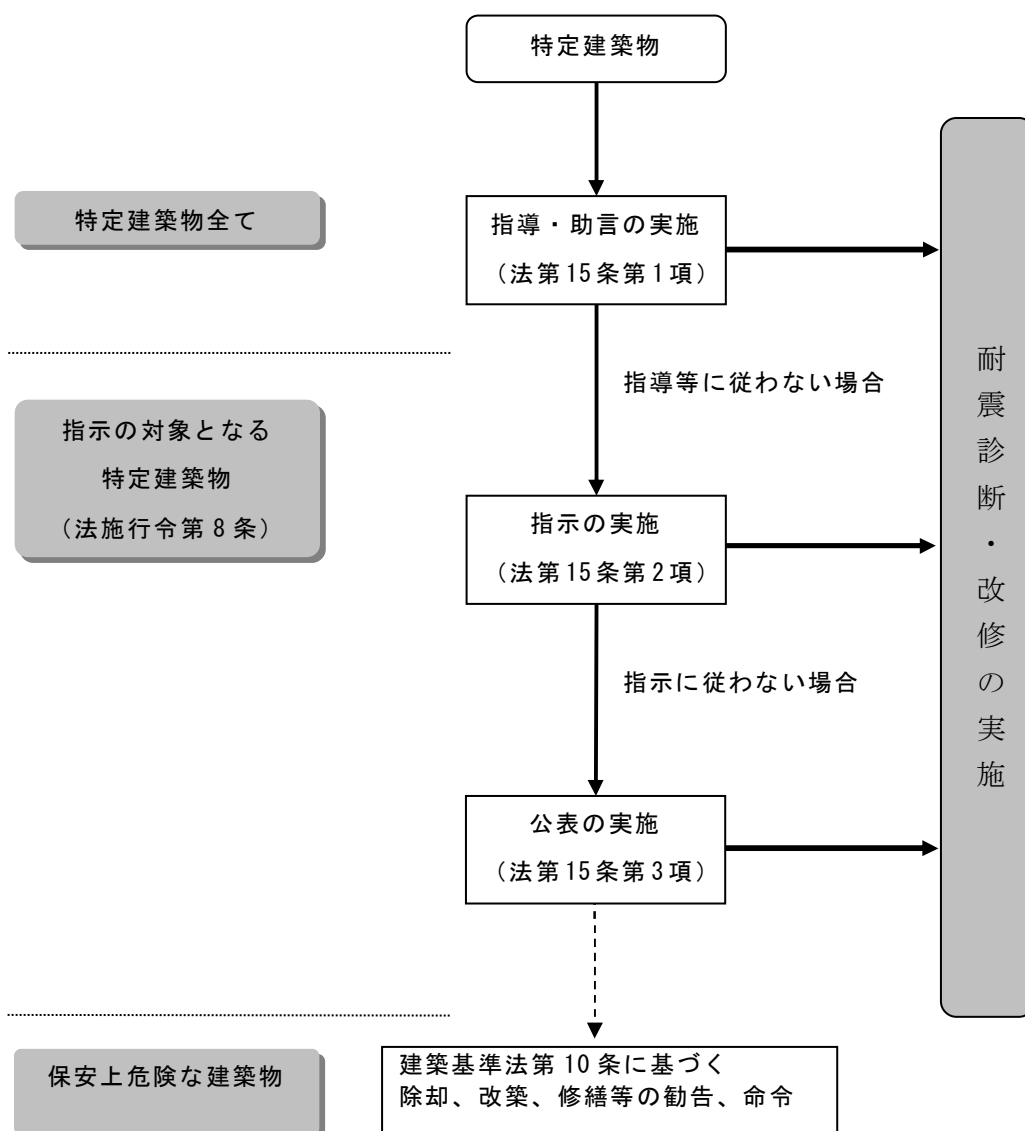 特定建築物
特定建築物全て
指導・助言の実施
（法第15条第1項）
指導等に従わない場合
指示の対象となる
特定建築物
（法施行令第8条）
指示の実施
（法第15条第2項）
指示に従わない場合
公表の実施
（法第15条第3項）
耐震診断・改修の実施
保安上危険な建築物
建築基準法第10条に基づく
除却、改築、修繕等の勧告、命令